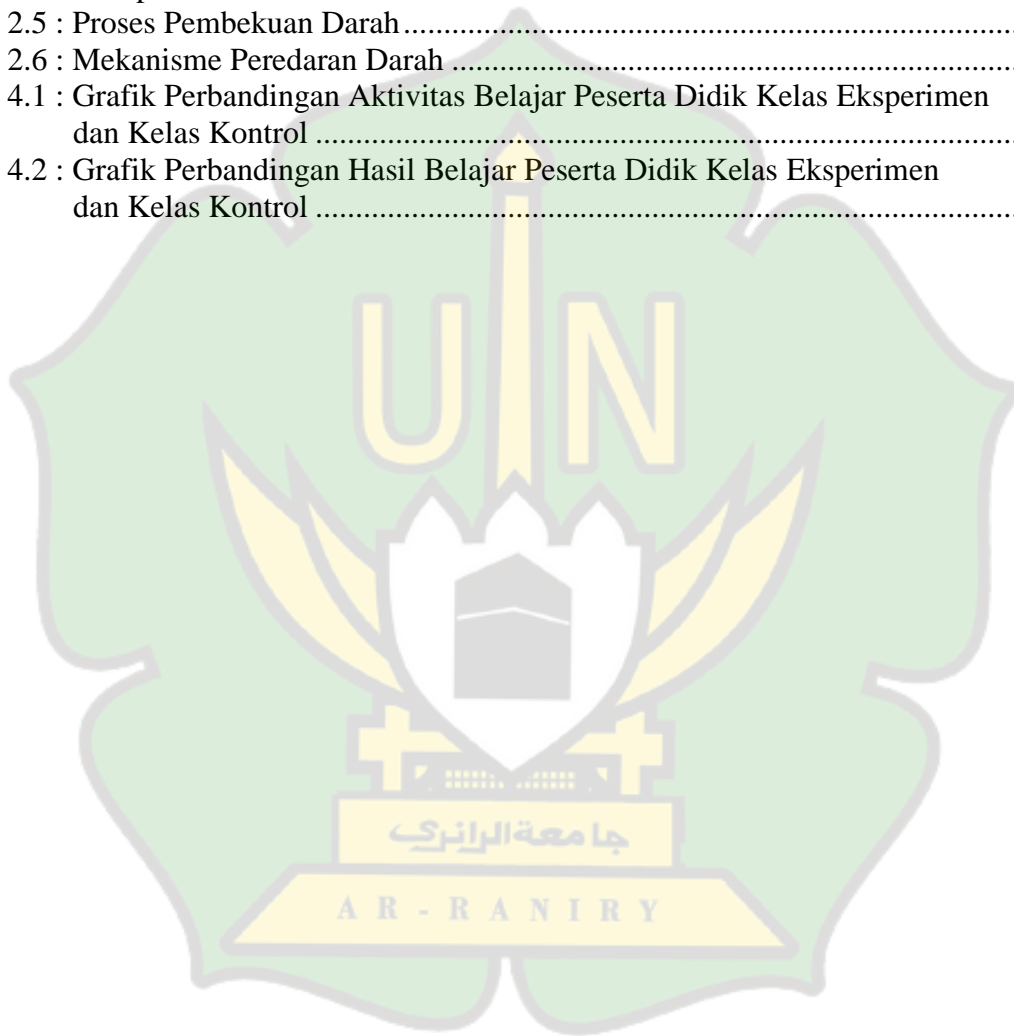 2.5 : Proses Pembekuan Darah ........................................................................
2.6 : Mekanisme Peredaran Darah ..................................................................
4.1 : Grafik Perbandingan Aktivitas Belajar Peserta Didik Kelas Eksperimen
dan Kelas Kontrol ...................................................................................
4.2 : Grafik Perbandingan Hasil Belajar Peserta Didik Kelas Eksperimen
dan Kelas Kontrol ...................................................................................
UIN
جامعة الرانري
AR-RANIRY